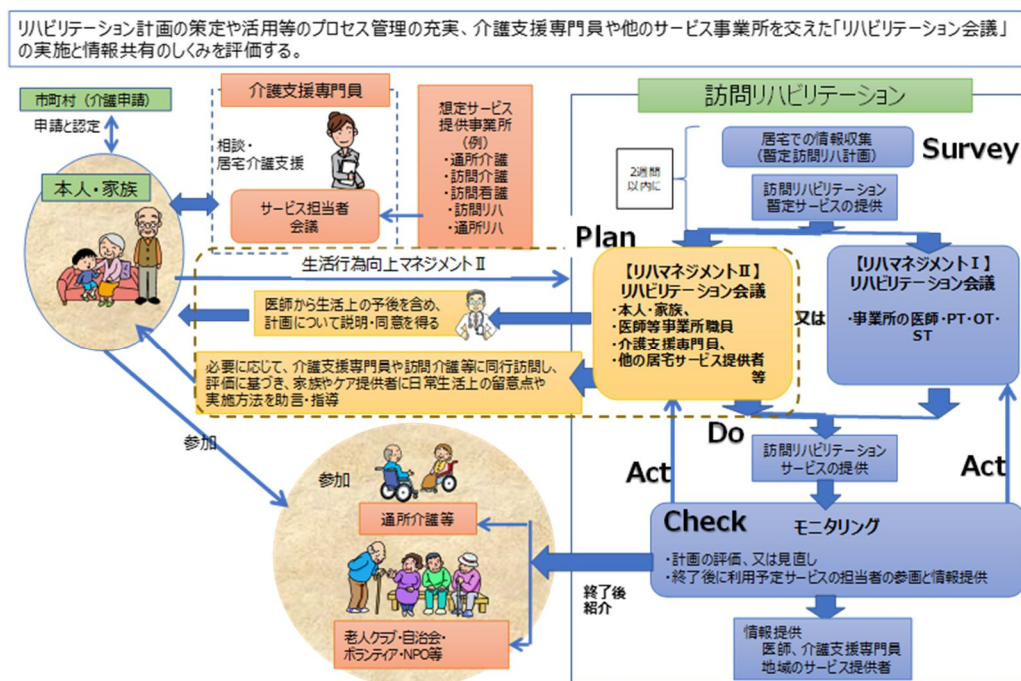 リハビリテーション計画の策定や活用等のプロセス管理の充実、介護支援専門員や他のサービス事業所を交えた「リハビリテーション会議」
の実施と情報共有のしくみを評価する。
市町村（介護申請）
申請と認定
本人・家族
介護支援専門員
相談・
居宅介護支援
サービス担当者
会議
想定サービス
提供事業所
（例）
・通所介護
・訪問介護
・訪問看護
・訪問リハ
・通所リハ
訪問リハビリテーション
2週間
以内に
居宅での情報収集
（暫定訪問リハ計画）
Survey
訪問リハビリテーション
暫定サービスの提供
Plan
生活行為向上マネジメントⅡ
医師から生活上の予後を含め、
計画について説明・同意を得る
必要に応じて、介護支援専門員や訪問介護等に同行訪問し、
評価に基づき、家族やケア提供者に日常生活上の留意点や
実施方法を助言・指導
【リハマネジメントⅡ】
リハビリテーション会議
・本人・家族、
・医師等事業所職員
・介護支援専門員、
・他の居宅サービス提供者
等
又は
【リハマネジメントⅠ】
リハビリテーション会議
・事業所の医師・PT・OT・
ST
Do
訪問リハビリテーション
サービスの提供
Act
Act
Check
モニタリング
・計画の評価、又は見直し
・終了後に利用予定サービスの担当者の参画と情報提供
終了後
紹介
情報提供
医師、介護支援専門員
地域のサービス提供者
参加
参加
通所介護等
老人クラブ・自治会・
ボランティア・NPO等